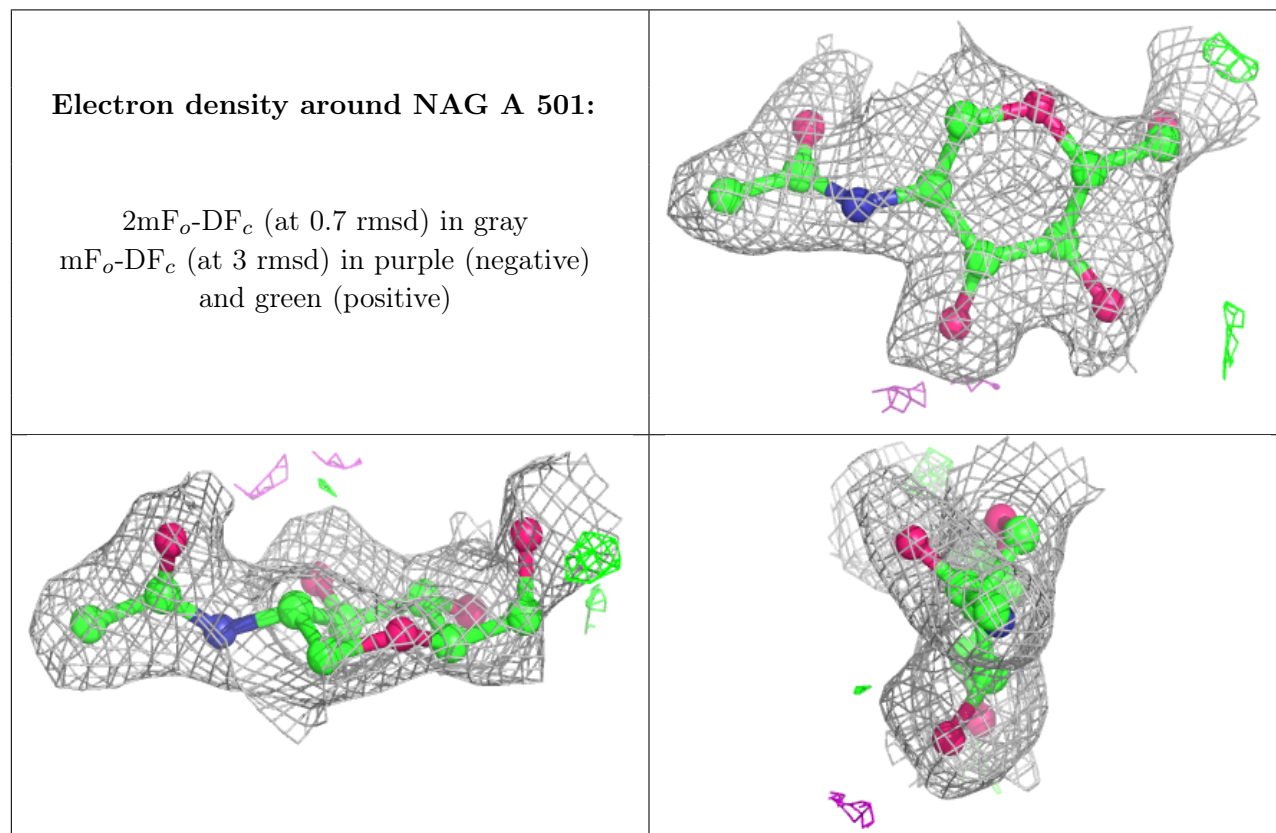 Electron density around NAG A 501:
2mFₒ-DF𝒸 (at 0.7 rmsd) in gray
mFₒ-DF𝒸 (at 3 rmsd) in purple (negative)
and green (positive)